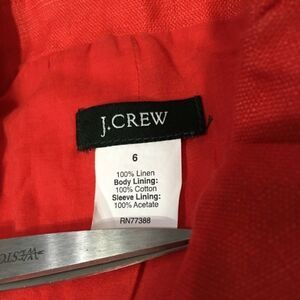 J.CREW
6
100% Linen
Body Lining:
100% Cotton
Sleeve Lining:
100% Acetate
RN77388